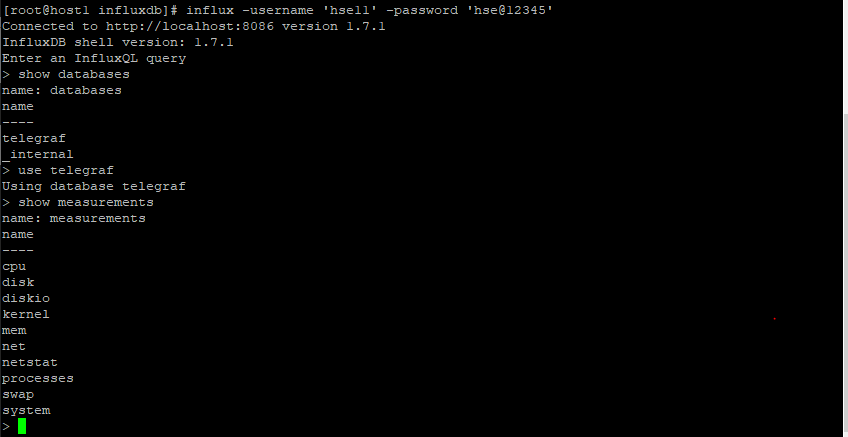 [root@host1 influxdb]# influx -username 'hse11' -password 'hse@12345'
Connected to http://localhost:8086 version 1.7.1
InfluxDB shell version: 1.7.1
Enter an InfluxQL query
> show databases
name: databases
name
----
telegraf
_internal
> use telegraf
Using database telegraf
> show measurements
name: measurements
name
----
cpu
disk
diskio
kernel
mem
net
netstat
processes
swap
system
>